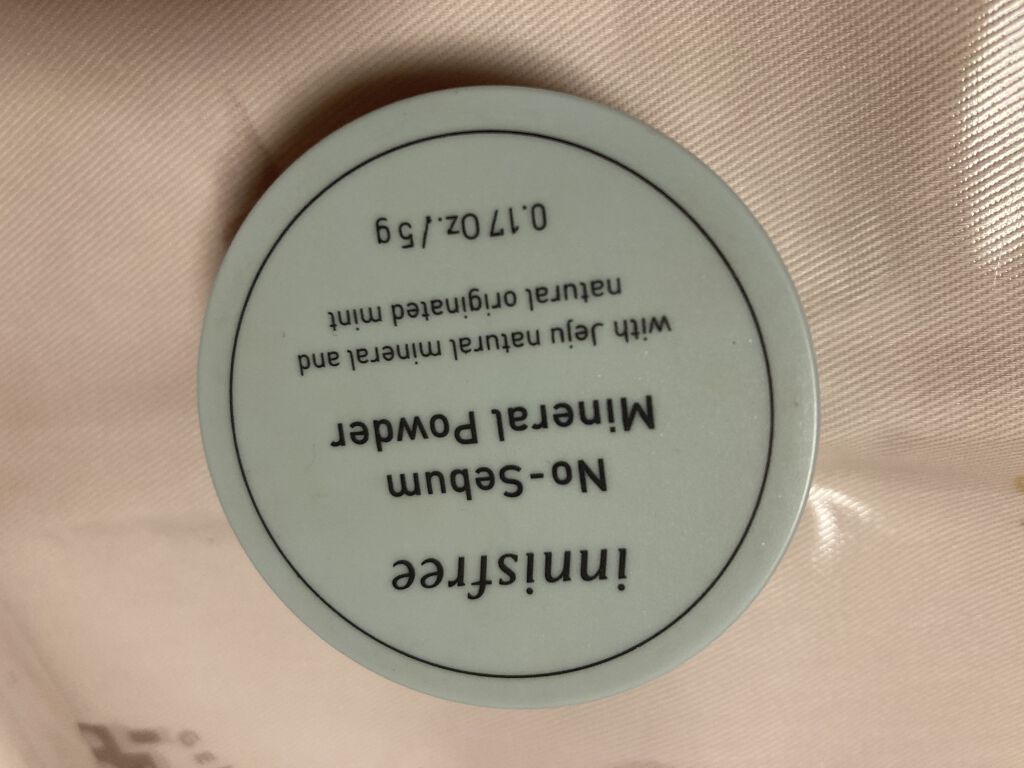 innisfree
No-Sebum
Mineral Powder
with Jeju natural mineral and
natural originated mint
0.17 Oz./5 g